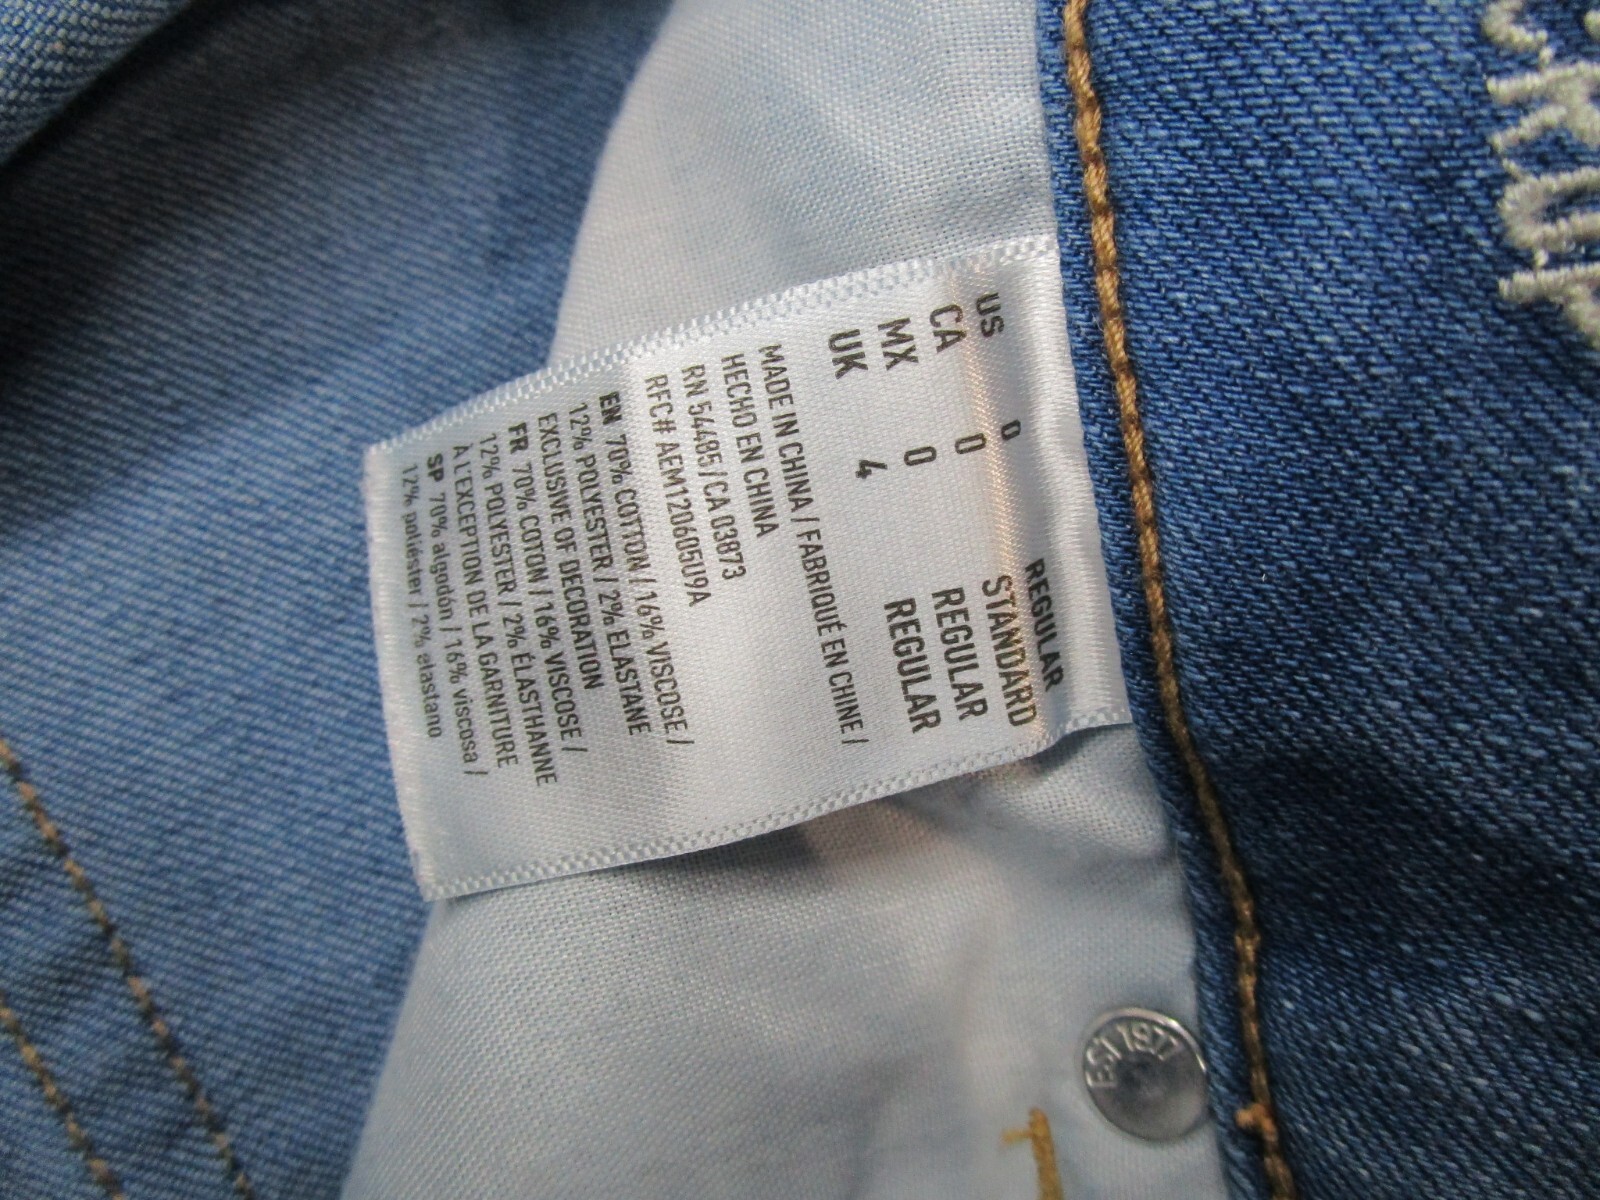 US 0 REGULAR
CA 0 STANDARD
MX 0 REGULAR
UK 4 REGULAR
MADE IN CHINA / FABRIQUÉ EN CHINE /
HECHO EN CHINA
RN 54485 / CA 03873
RFC# AEM120605U9A
EN 70% COTTON / 16% VISCOSE /
12% POLYESTER / 2% ELASTANE
EXCLUSIVE OF DECORATION
FR 70% COTON / 16% VISCOSE /
12% POLYESTER / 2% ÉLASTHANNE
À L'EXCEPTION DE LA GARNITURE
SP 70% algodón / 16% viscosa /
12% poliéster / 2% elastano
EST 1977